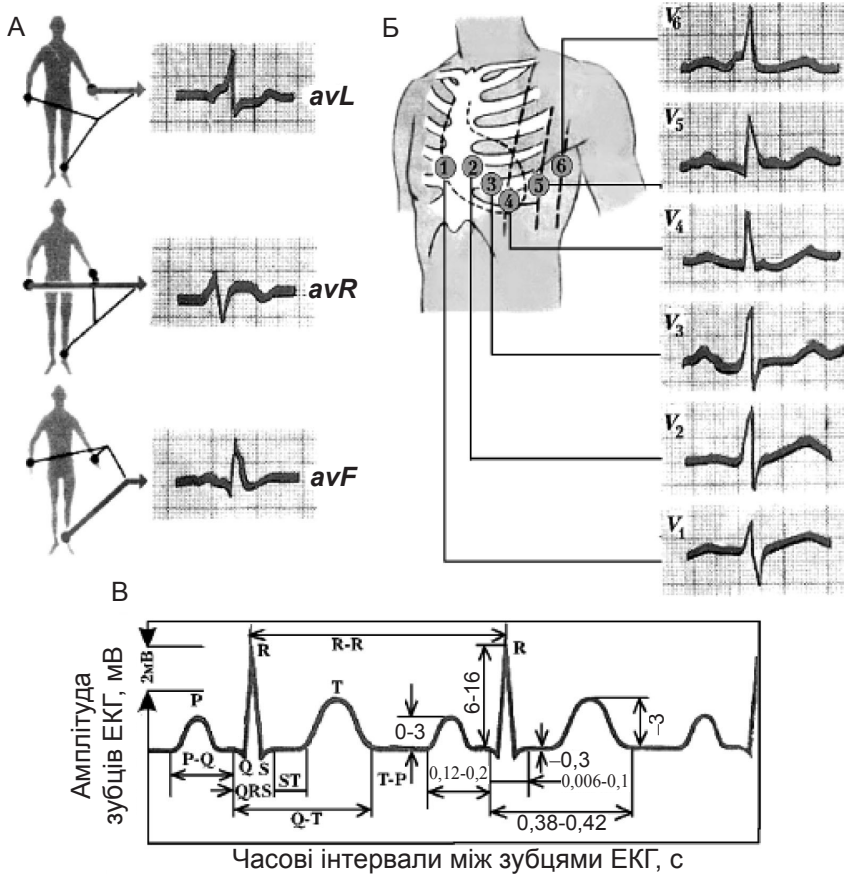 А
avL
avR
avF
Б
1
2
3
4
5
6
V6
V5
V4
V3
V2
V1
В
Амплітуда
зубців ЕКГ, мВ
2мВ
R-R
R
R
P
T
0-3
6-16
–3
P-Q
Q S
ST
QRS
T-P
Q-T
0,12-0,2
–0,3
0,006-0,1
0,38-0,42
Часові інтервали між зубцями ЕКГ, с